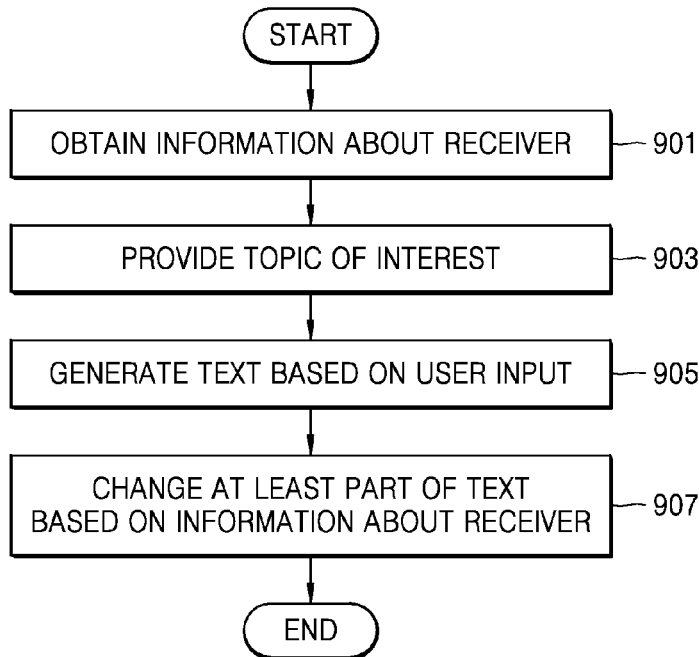 START
OBTAIN INFORMATION ABOUT RECEIVER 901
PROVIDE TOPIC OF INTEREST 903
GENERATE TEXT BASED ON USER INPUT 905
CHANGE AT LEAST PART OF TEXT
BASED ON INFORMATION ABOUT RECEIVER 907
END